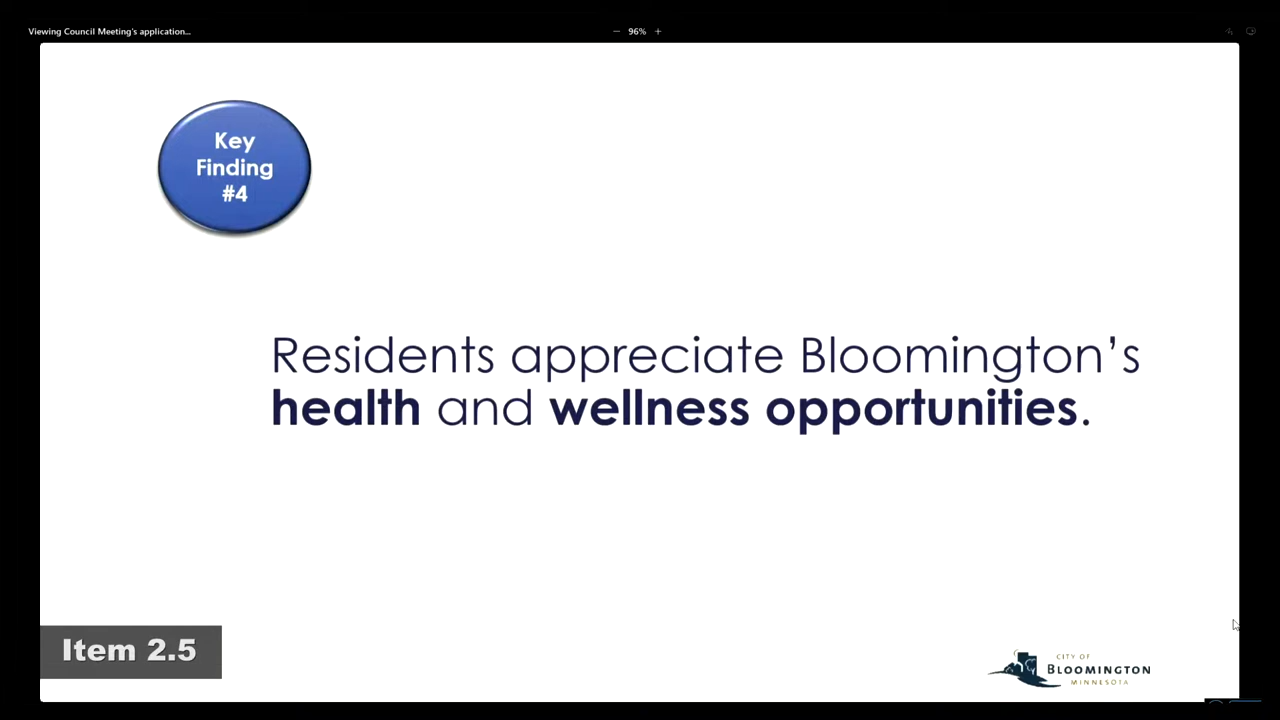 Viewing Council Meeting's application...
− 96% +
Key
Finding
#4
Residents appreciate Bloomington’s
health and wellness opportunities.
Item 2.5
CITY OF
BLOOMINGTON
MINNESOTA